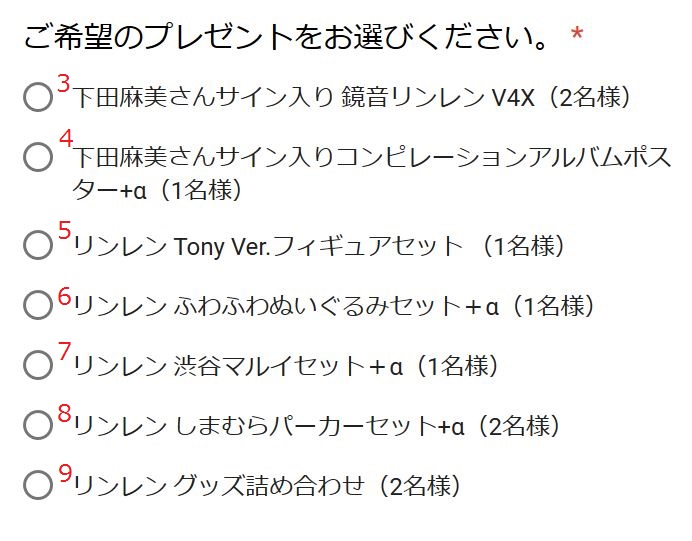 ご希望のプレゼントをお選びください。 *
3 下田麻美さんサイン入り 鏡音リンレン V4X（2名様）
4 下田麻美さんサイン入りコンピレーションアルバムポス
ター+α（1名様）
5 リンレン Tony Ver.フィギュアセット （1名様）
6 リンレン ふわふわぬいぐるみセット＋α（1名様）
7 リンレン 渋谷マルイセット＋α（1名様）
8 リンレン しまむらパーカーセット+α（2名様）
9 リンレン グッズ詰め合わせ（2名様）